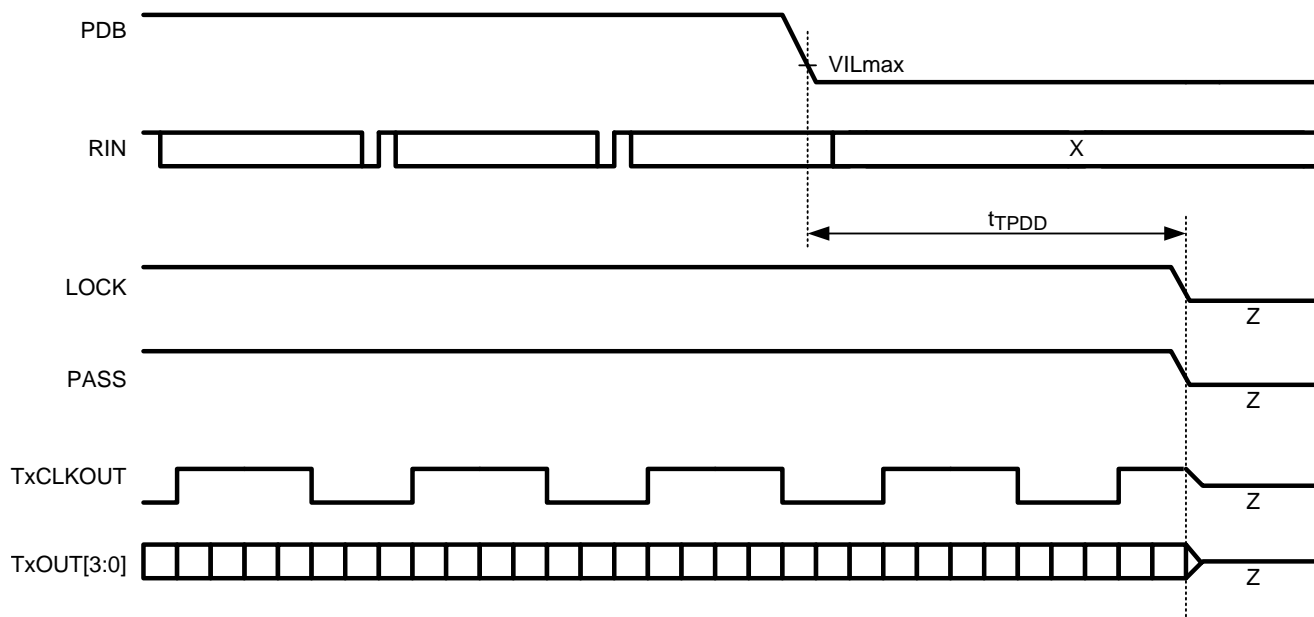 PDB
VILmax
RIN
X
tTPDD
LOCK
Z
PASS
Z
TxCLKOUT
Z
TxOUT[3:0]
Z